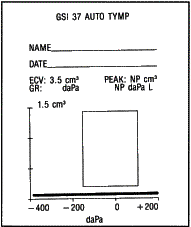 GSI 37 AUTO TYMP
NAME
DATE
ECV: 3.5 cm³ PEAK: NP cm³
GR: daPa NP daPa L
1.5 cm³
-400 -200 0 +200
daPa